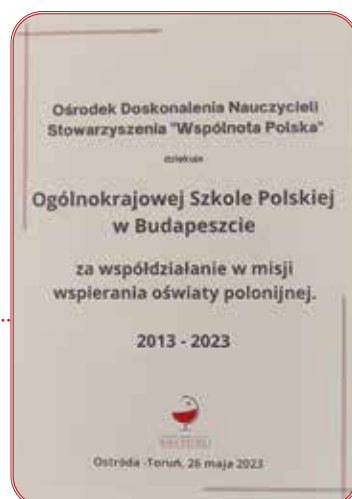 Ośrodek Doskonalenia Nauczycieli
Stowarzyszenia "Wspólnota Polska"
dziękuje
Ogólnokrajowej Szkole Polskiej
w Budapeszcie
za współdziałanie w misji
wspierania oświaty polonijnej.
2013 - 2023
Ostróda -Toruń, 26 maja 2023